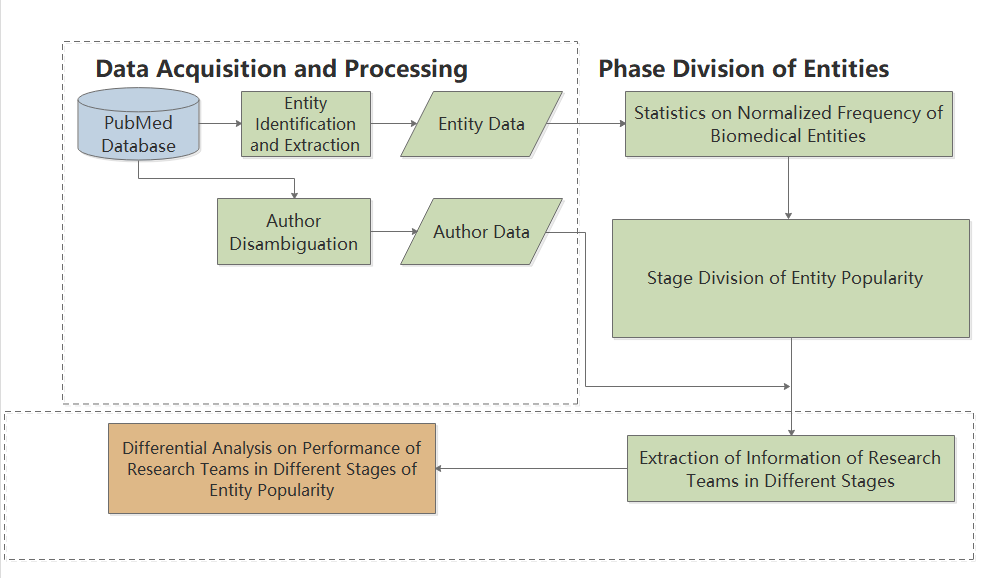 Data Acquisition and Processing
Phase Division of Entities
PubMed
Database
Entity
Identification
and Extraction
Entity Data
Statistics on Normalized Frequency of
Biomedical Entities
Author
Disambiguation
Author Data
Stage Division of Entity Popularity
Differential Analysis on Performance of
Research Teams in Different Stages of
Entity Popularity
Extraction of Information of Research
Teams in Different Stages